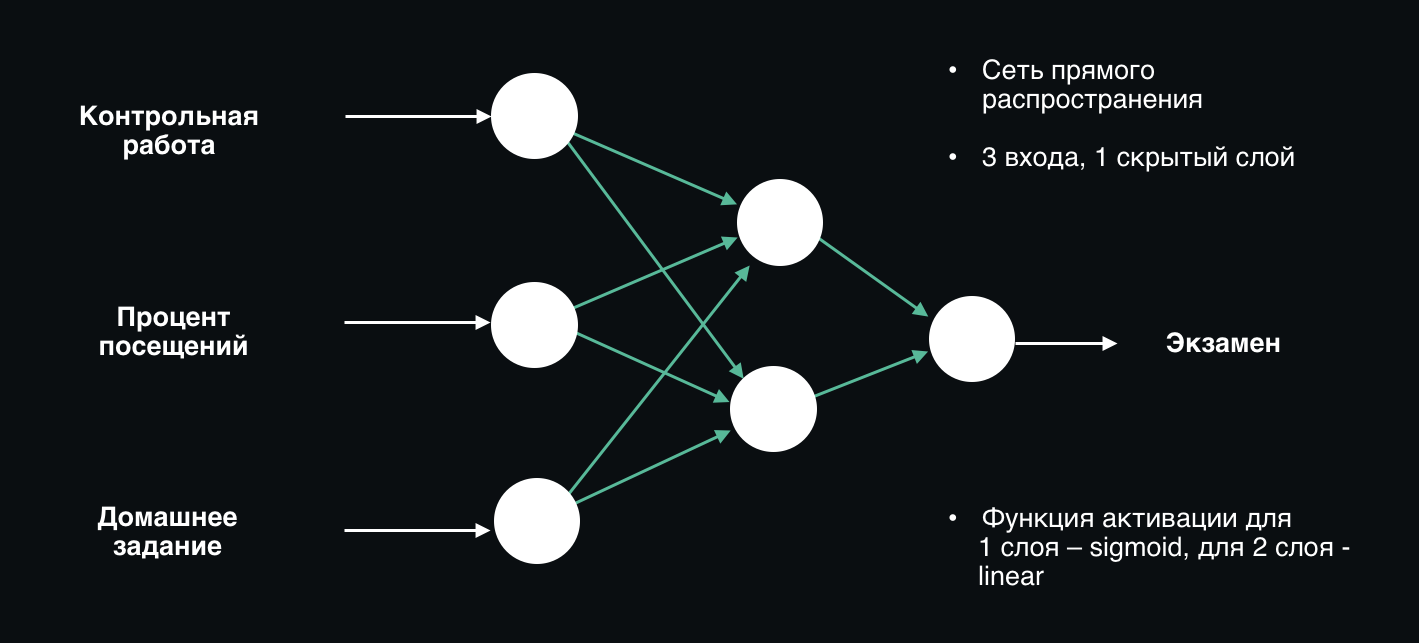 Контрольная
работа
Процент
посещений
Домашнее
задание
• Сеть прямого
распространения
• 3 входа, 1 скрытый слой
Экзамен
• Функция активации для
1 слоя – sigmoid, для 2 слоя -
linear